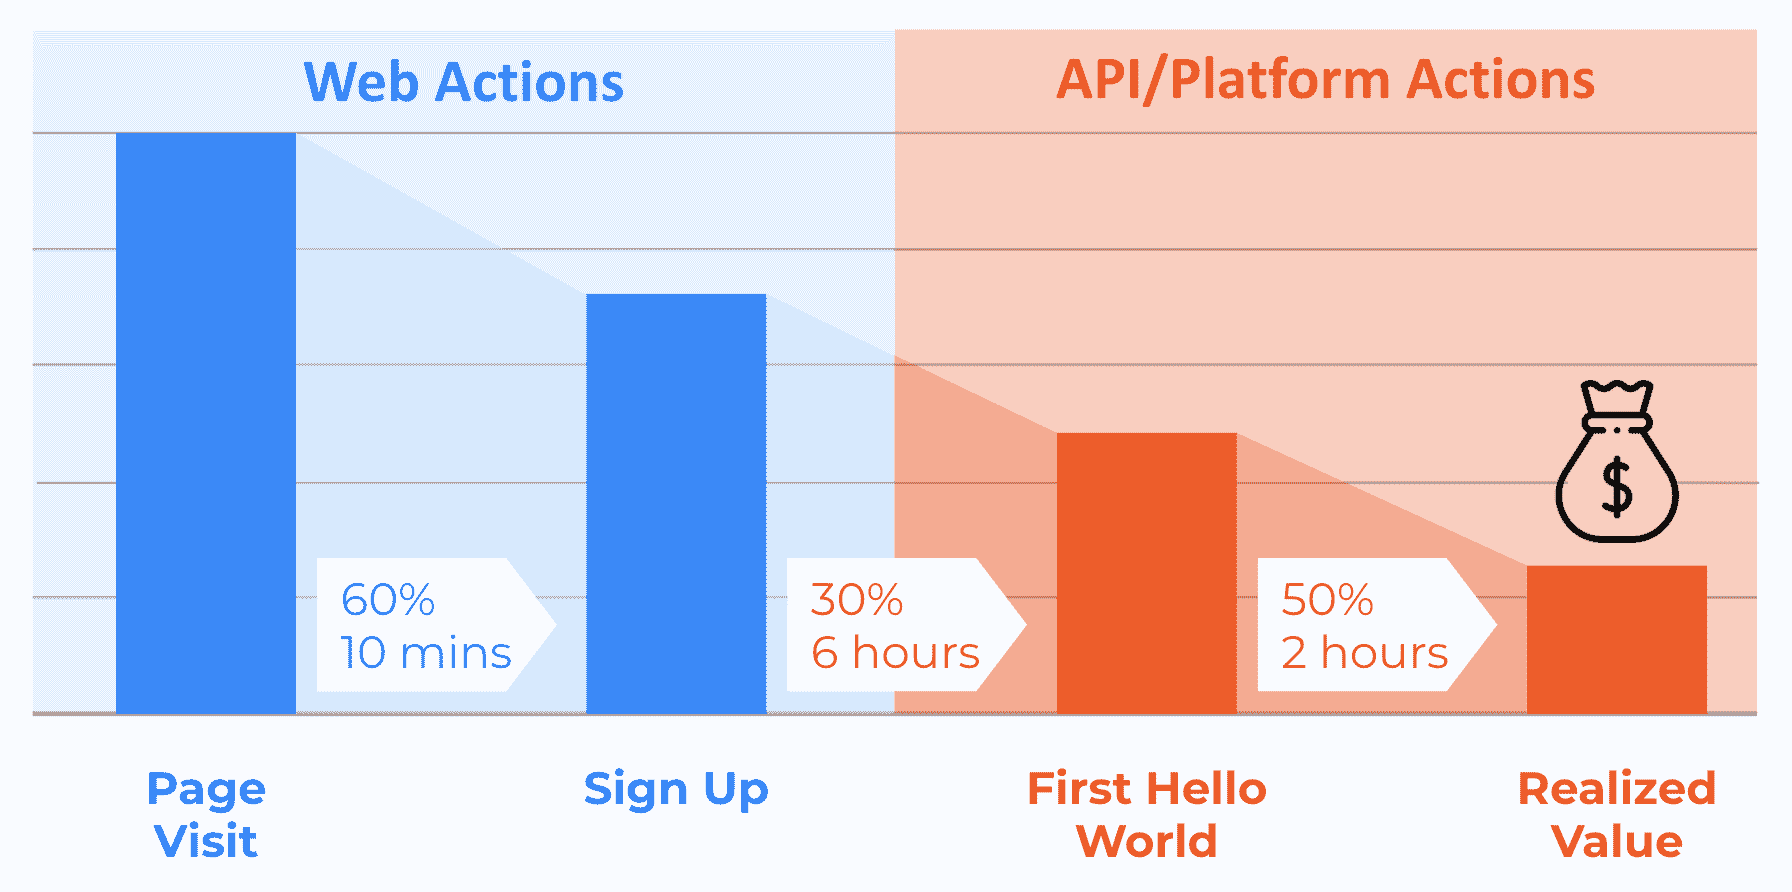 Web Actions
API/Platform Actions
60%
10 mins
30%
6 hours
50%
2 hours
$
Page
Visit
Sign Up
First Hello
World
Realized
Value